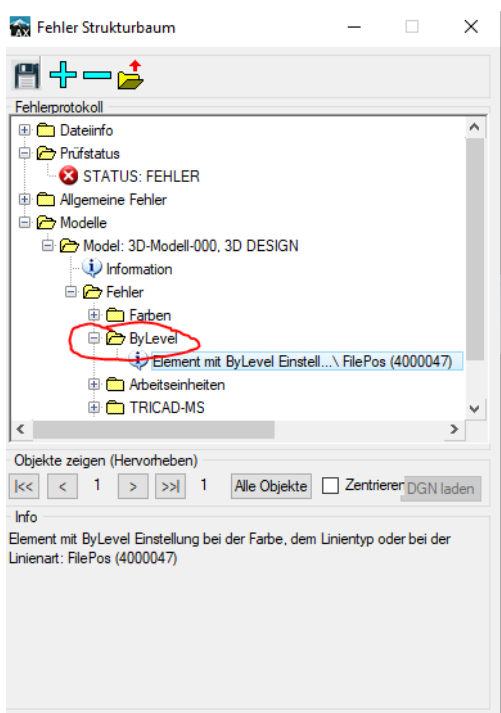 Fehler Strukturbaum
Fehlerprotokoll
Dateiinfo
Prüfstatus
STATUS: FEHLER
Allgemeine Fehler
Modelle
Model: 3D-Modell-000, 3D DESIGN
Information
Fehler
Farben
ByLevel
Element mit ByLevel Einstell...\ FilePos (4000047)
Arbeitseinheiten
TRICAD-MS
Objekte zeigen (Hervorheben)
|<< < 1 > >>| 1 Alle Objekte Zentrieren DGN laden
Info
Element mit ByLevel Einstellung bei der Farbe, dem Linientyp oder bei der
Linienart: FilePos (4000047)